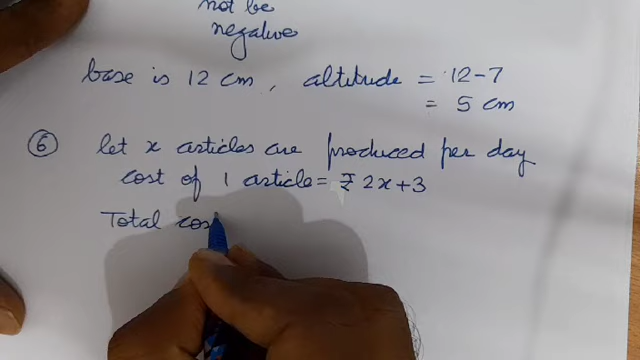 not be
negative
base is 12 cm, altitude = 12-7
= 5 cm
⑥ let x articles are produced per day
cost of 1 article = ₹ 2x+3
Total cos